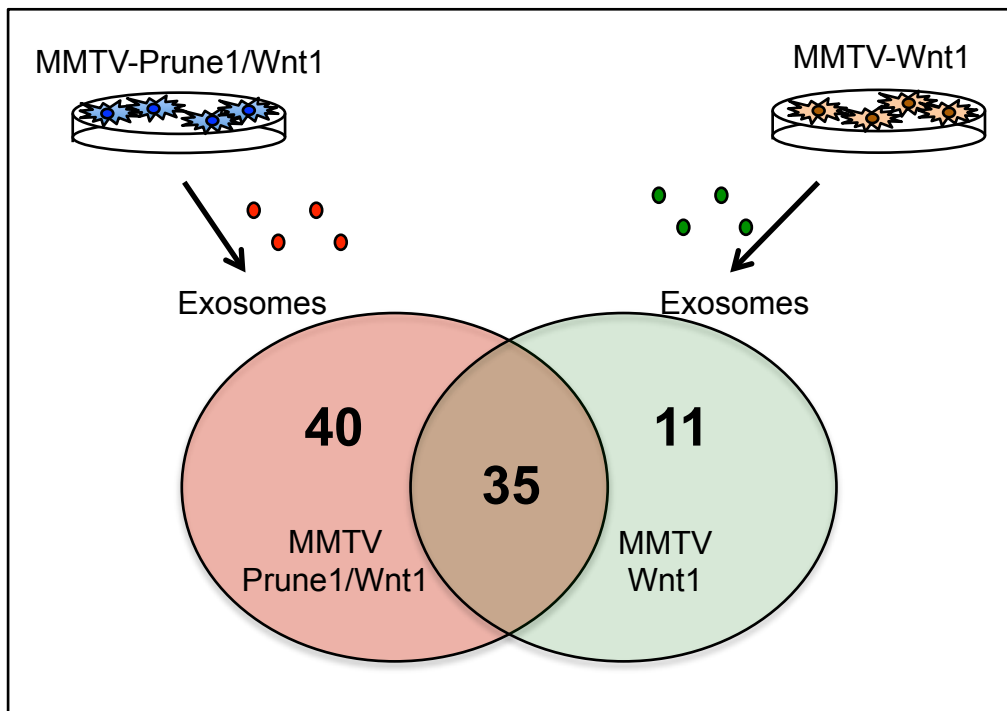 MMTV-Prune1/Wnt1
MMTV-Wnt1
Exosomes
Exosomes
40
11
35
MMTV
Prune1/Wnt1
MMTV
Wnt1